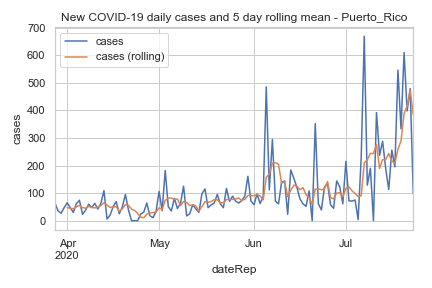 New COVID-19 daily cases and 5 day rolling mean - Puerto_Rico
cases
cases (rolling)
700
600
500
400
300
200
100
0
cases
Apr
2020
May
Jun
Jul
dateRep